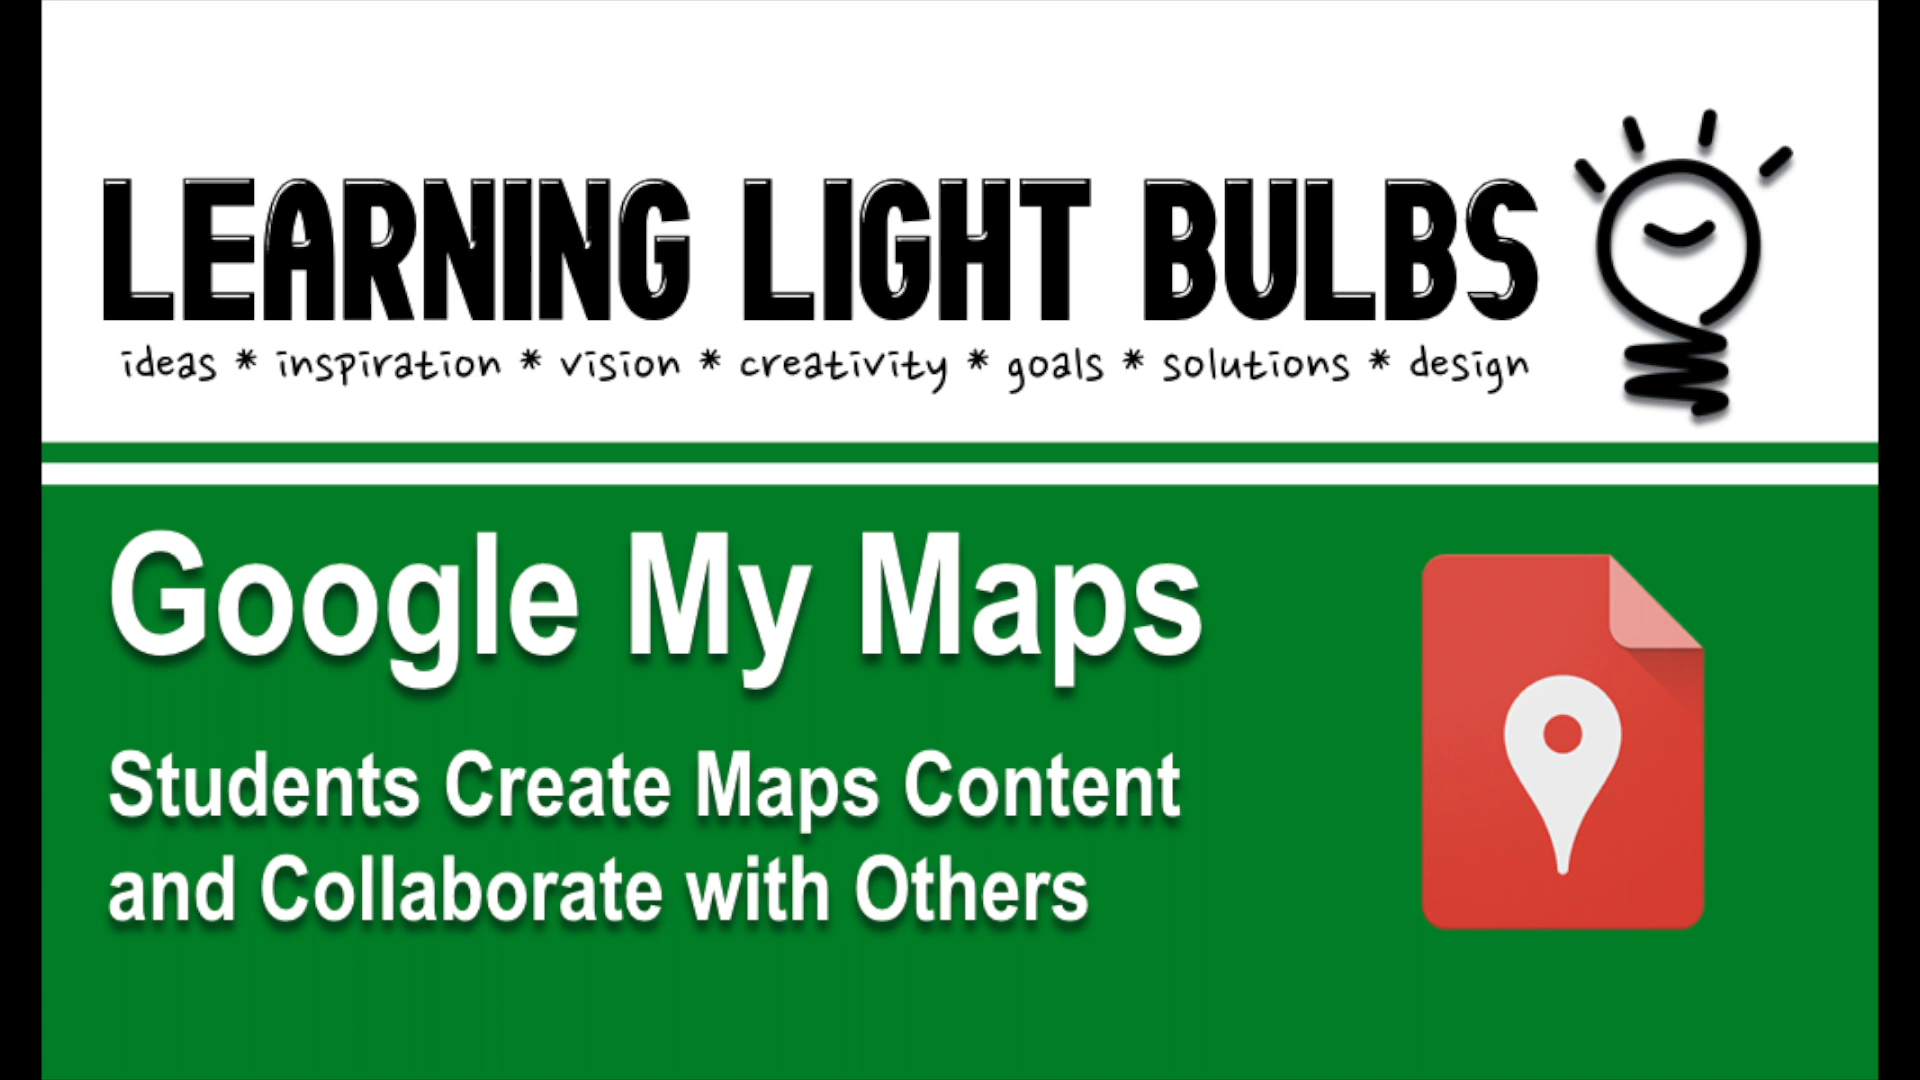 LEARNING LIGHT BULBS
ideas * inspiration * vision * creativity * goals * solutions * design
Google My Maps
Students Create Maps Content
and Collaborate with Others